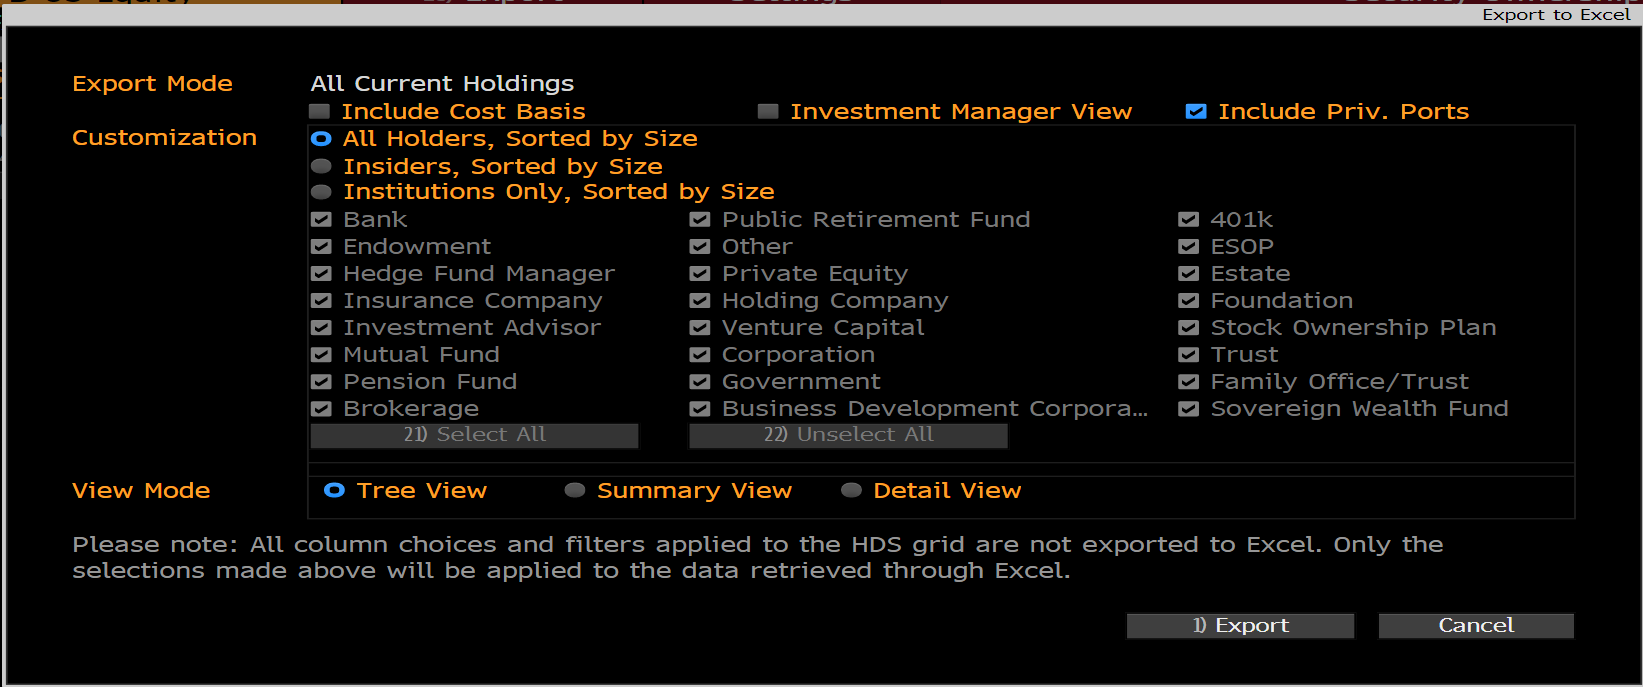 Export to Excel
Export Mode All Current Holdings
Include Cost Basis Investment Manager View Include Priv. Ports
Customization All Holders, Sorted by Size
Insiders, Sorted by Size
Institutions Only, Sorted by Size
Bank Public Retirement Fund 401k
Endowment Other ESOP
Hedge Fund Manager Private Equity Estate
Insurance Company Holding Company Foundation
Investment Advisor Venture Capital Stock Ownership Plan
Mutual Fund Corporation Trust
Pension Fund Government Family Office/Trust
Brokerage Business Development Corpora... Sovereign Wealth Fund
21) Select All 22) Unselect All
View Mode Tree View Summary View Detail View
Please note: All column choices and filters applied to the HDS grid are not exported to Excel. Only the
selections made above will be applied to the data retrieved through Excel.
1) Export Cancel